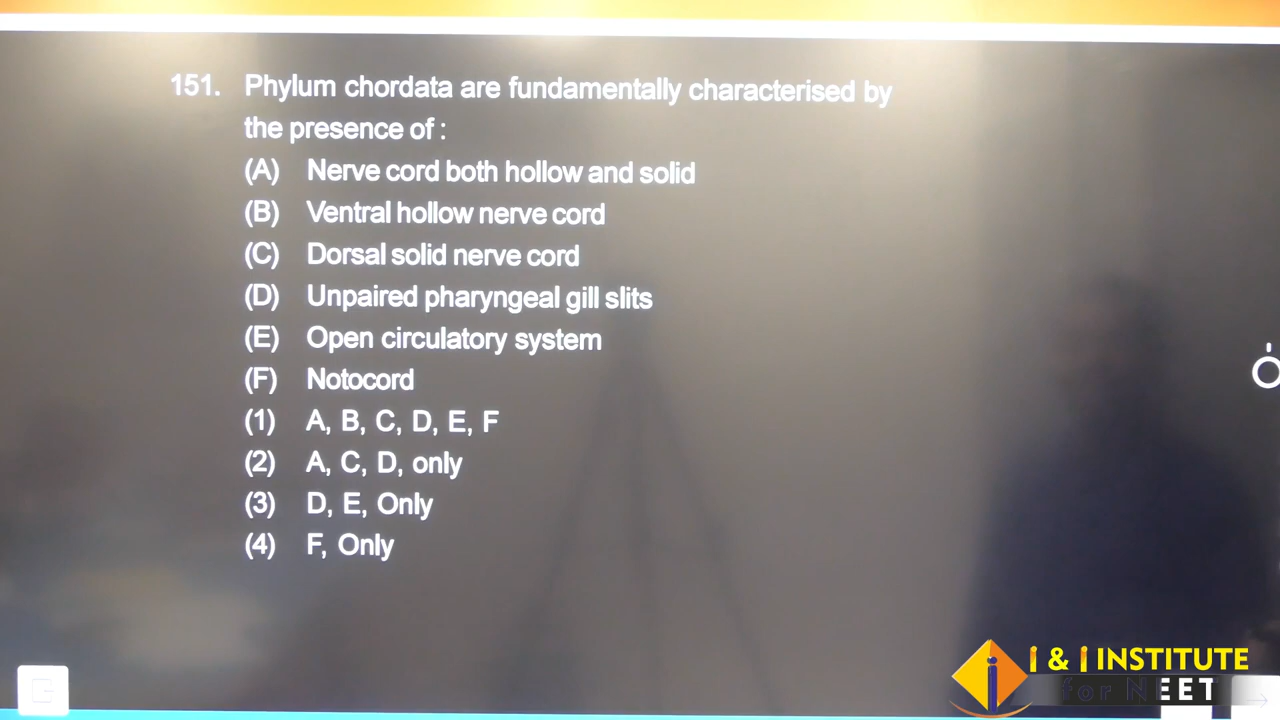 151. Phylum chordata are fundamentally characterised by
the presence of :
(A) Nerve cord both hollow and solid
(B) Ventral hollow nerve cord
(C) Dorsal solid nerve cord
(D) Unpaired pharyngeal gill slits
(E) Open circulatory system
(F) Notocord
(1) A, B, C, D, E, F
(2) A, C, D, only
(3) D, E, Only
(4) F, Only
i & i INSTITUTE
for NEET